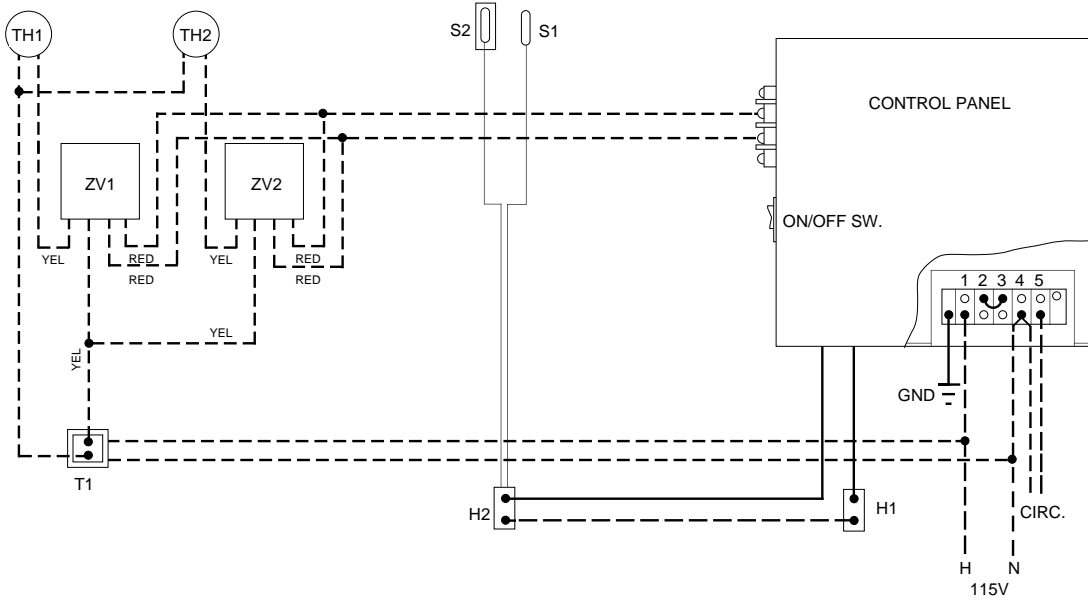 TH1
TH2
S2
S1
CONTROL PANEL
ZV1
ZV2
ON/OFF SW.
YEL
RED
RED
YEL
RED
RED
1 2 3 4 5
YEL
YEL
GND
T1
H2
H1
CIRC.
H
N
115V